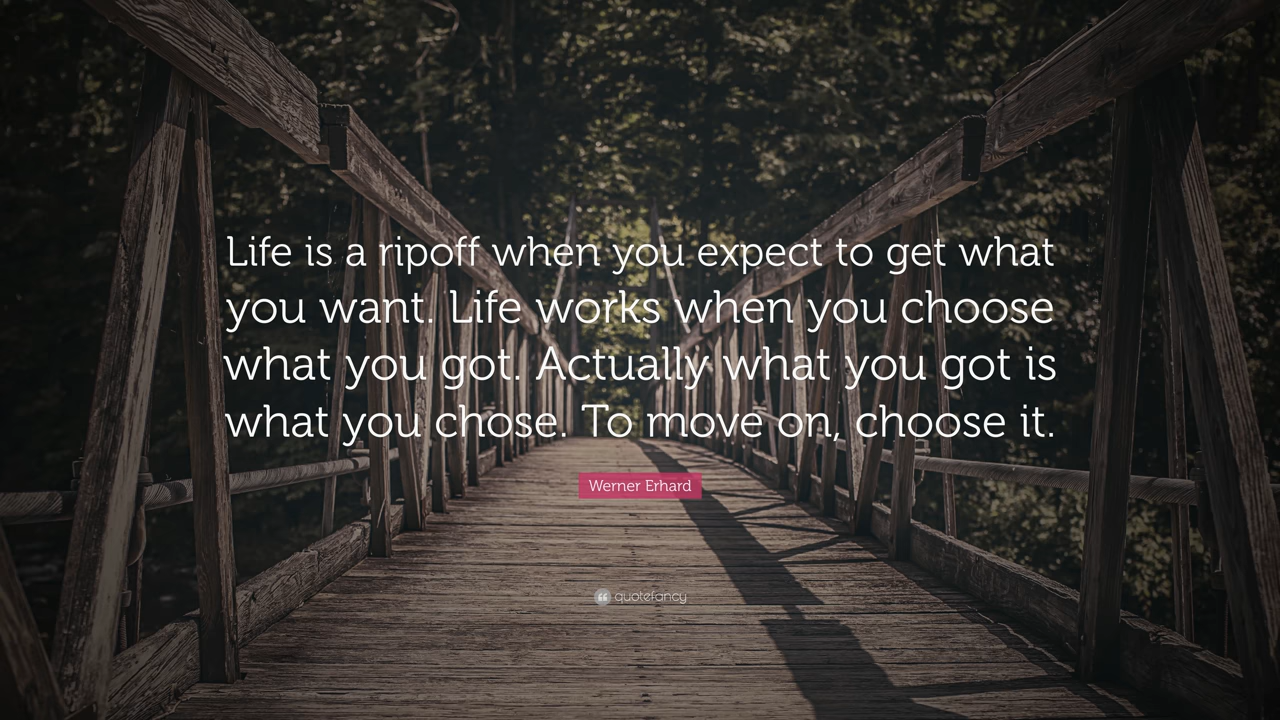 Life is a ripoff when you expect to get what
you want. Life works when you choose
what you got. Actually what you got is
what you chose. To move on, choose it.
Werner Erhard
quotefancy